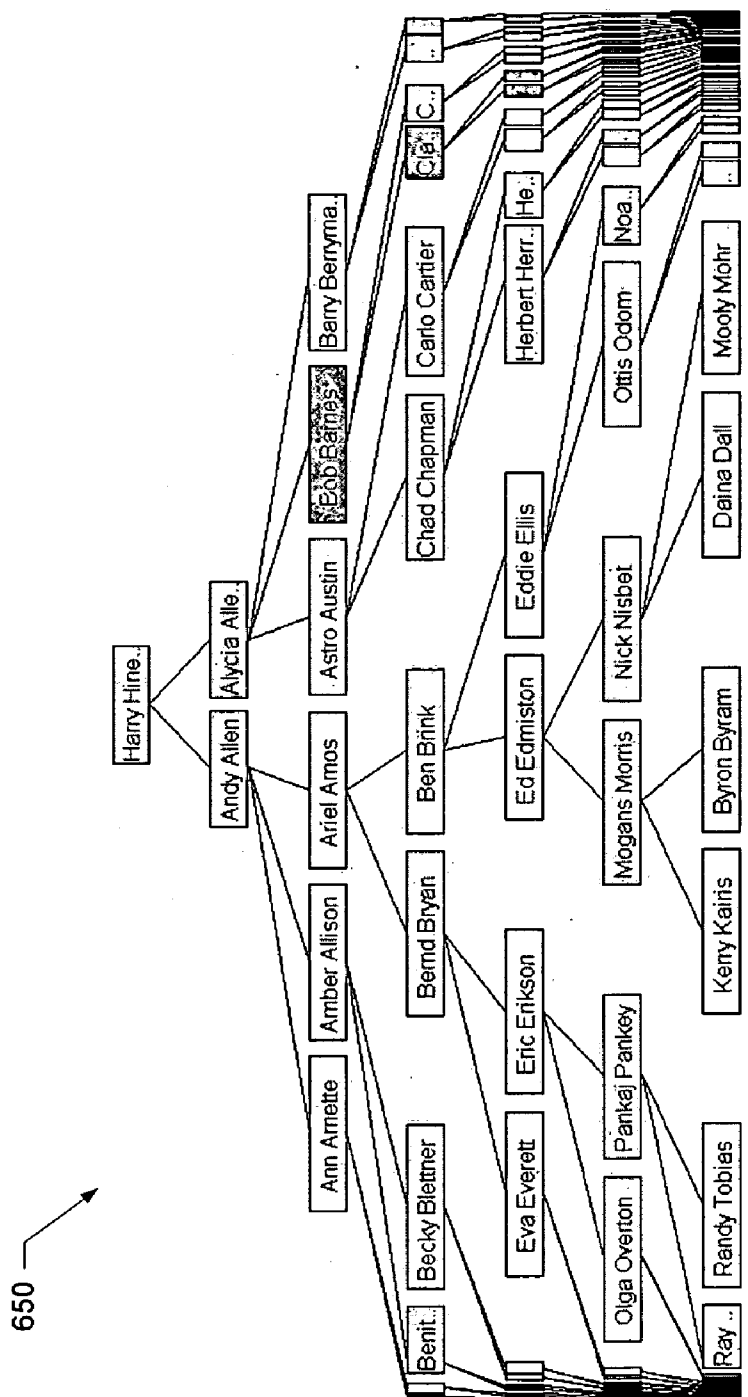 650
Harry Hine..
Andy Allen
Alycia Alle..
Ann Arnette
Amber Allison
Ariel Amos
Astro Austin
Bob Barnes
Barry Berryma..
Benit..
Becky Blettner
Bernd Bryan
Ben Brink
Chad Chapman
Carlo Cartier
Cla..
C..
..
Eva Everett
Eric Erikson
Ed Edmiston
Eddie Ellis
Herbert Herr..
He..
Olga Overton
Pankaj Pankey
Mogans Morris
Nick Nisbet
Ottis Odom
Noa..
Ray ..
Randy Tobias
Kerry Kairis
Byron Byram
Daina Dall
Mooly Mohr
..